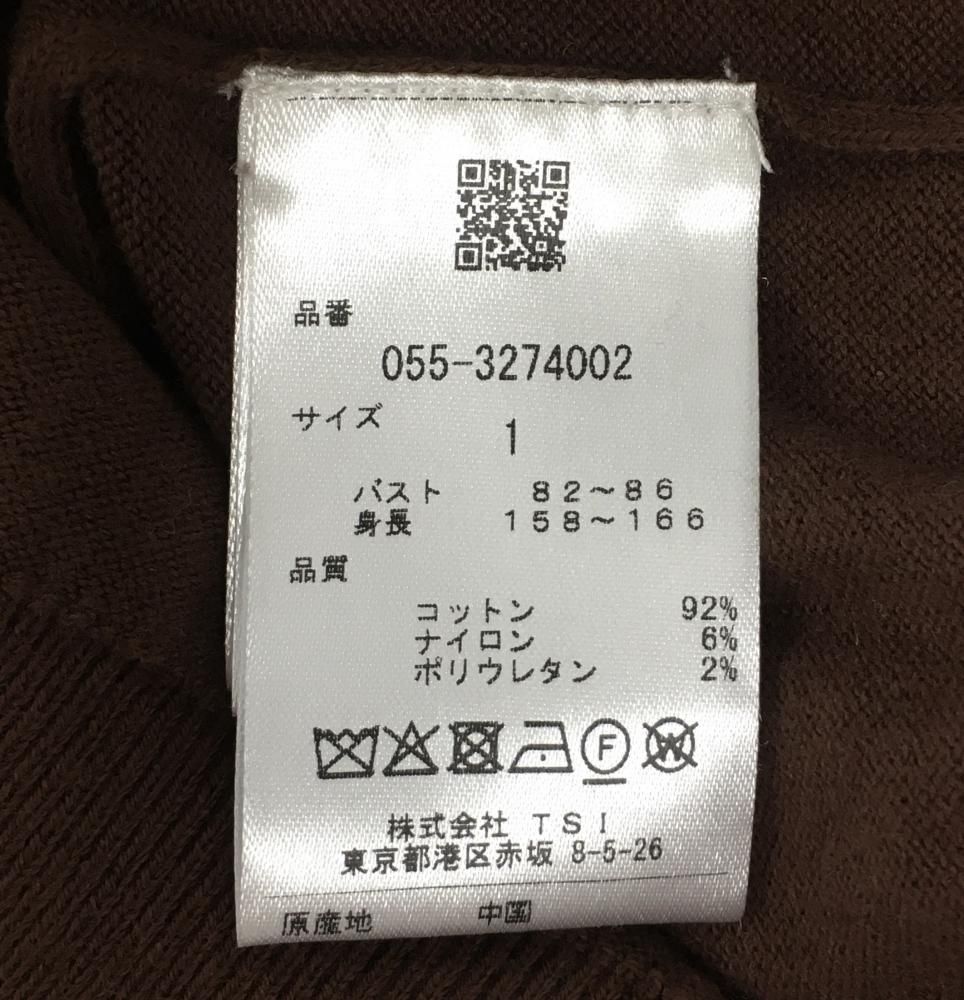 品番
055-3274002
サイズ
1
バスト 82～86
身長 158～166
品質
コットン 92%
ナイロン 6%
ポリウレタン 2%
F W
株式会社 TSI
東京都港区赤坂 8-5-26
原産地 中国